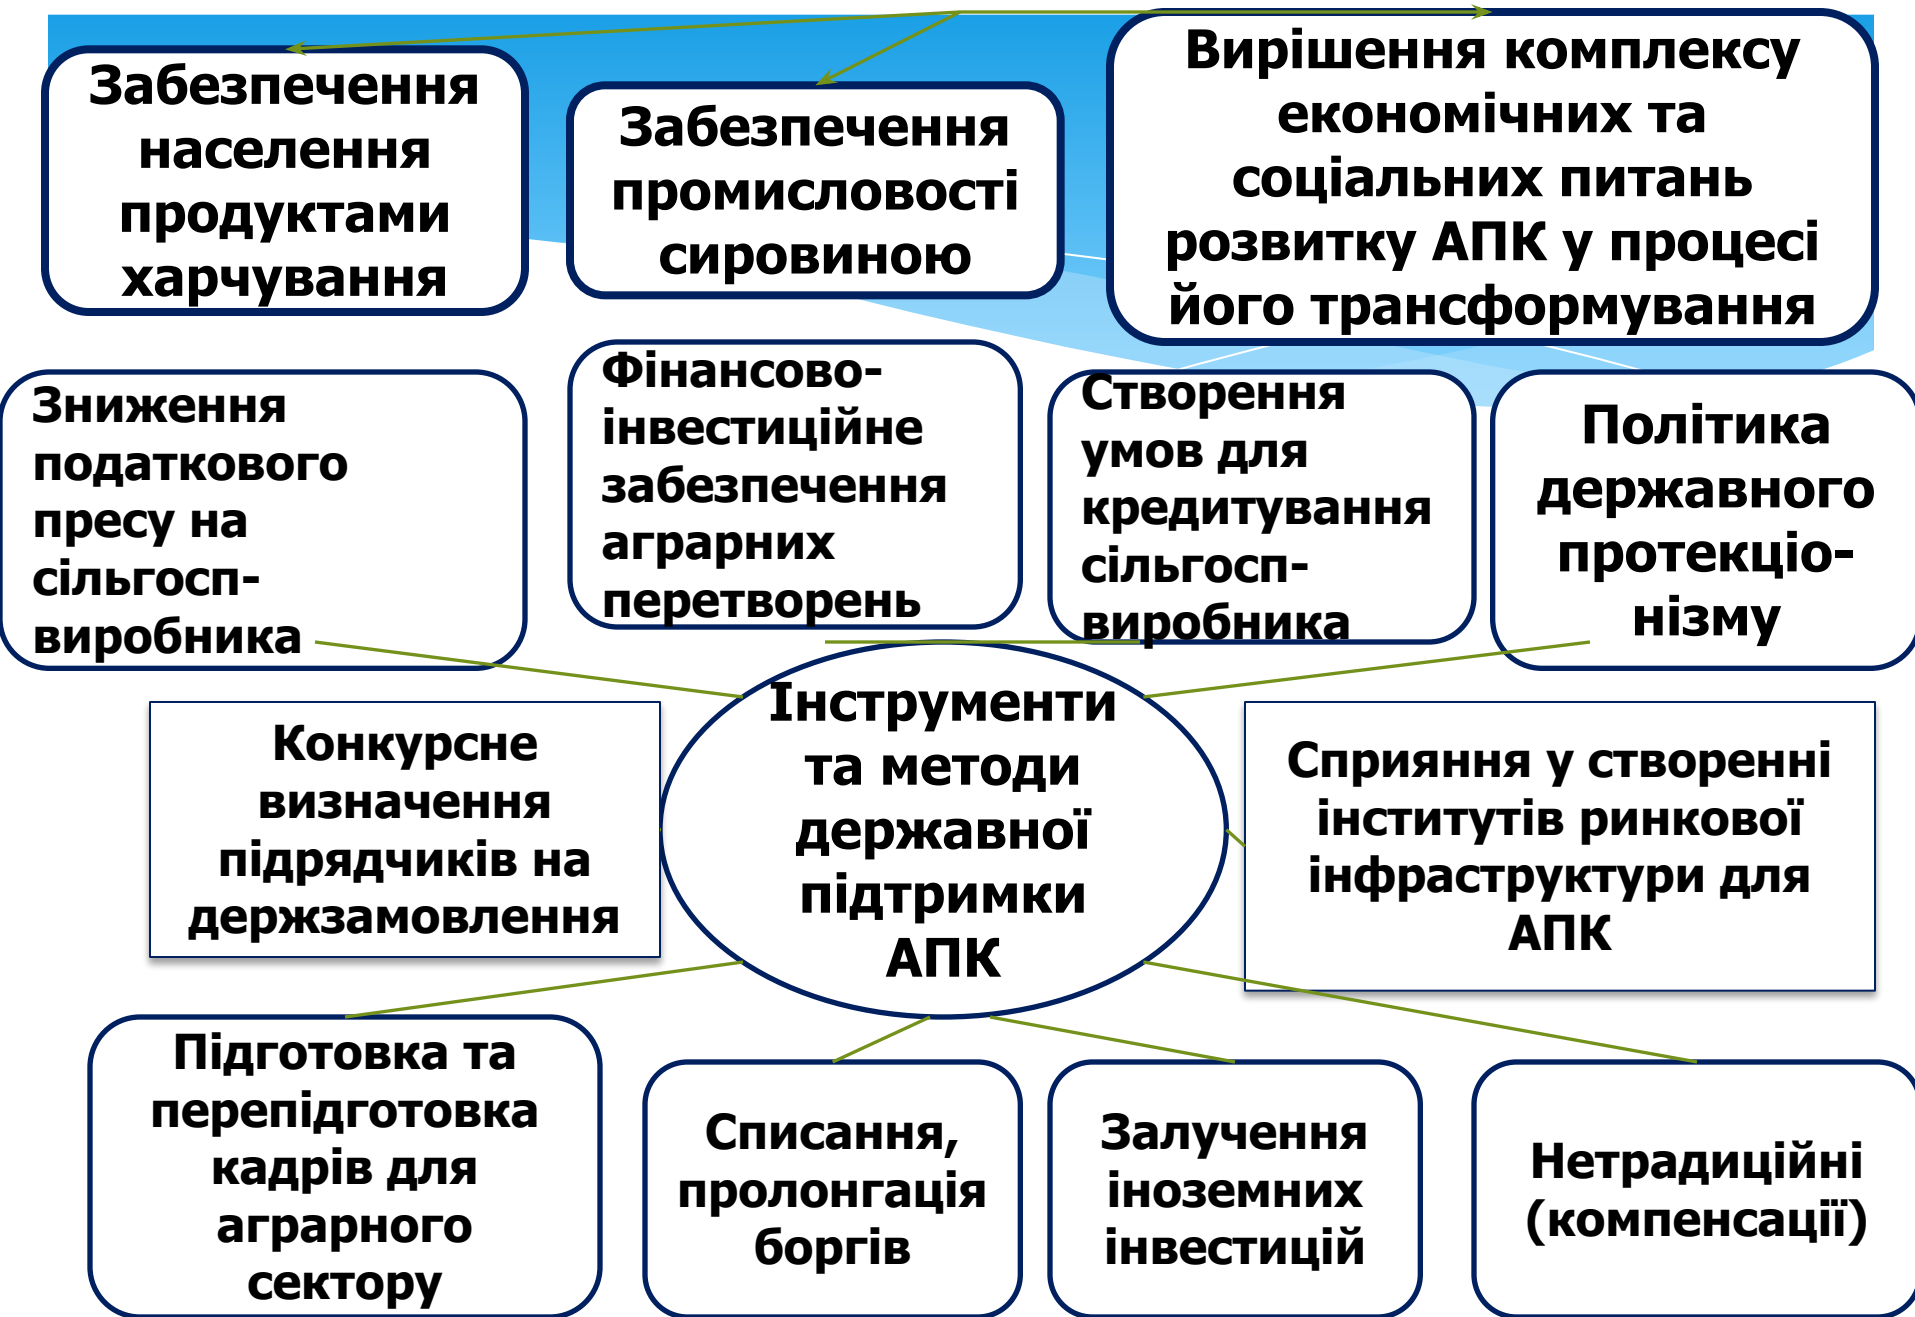 Забезпечення
населення
продуктами
харчування
Забезпечення
промисловості
сировиною
Вирішення комплексу
економічних та
соціальних питань
розвитку АПК у процесі
його трансформування
Зниження
податкового
пресу на
сільгосп-
виробника
Фінансово-
інвестиційне
забезпечення
аграрних
перетворень
Створення
умов для
кредитування
сільгосп-
виробника
Політика
державного
протекціо-
нізму
Конкурсне
визначення
підрядчиків на
держзамовлення
Інструменти
та методи
державної
підтримки
АПК
Сприяння у створенні
інститутів ринкової
інфраструктури для
АПК
Підготовка та
перепідготовка
кадрів для
аграрного
сектору
Списання,
пролонгація
боргів
Залучення
іноземних
інвестицій
Нетрадиційні
(компенсації)